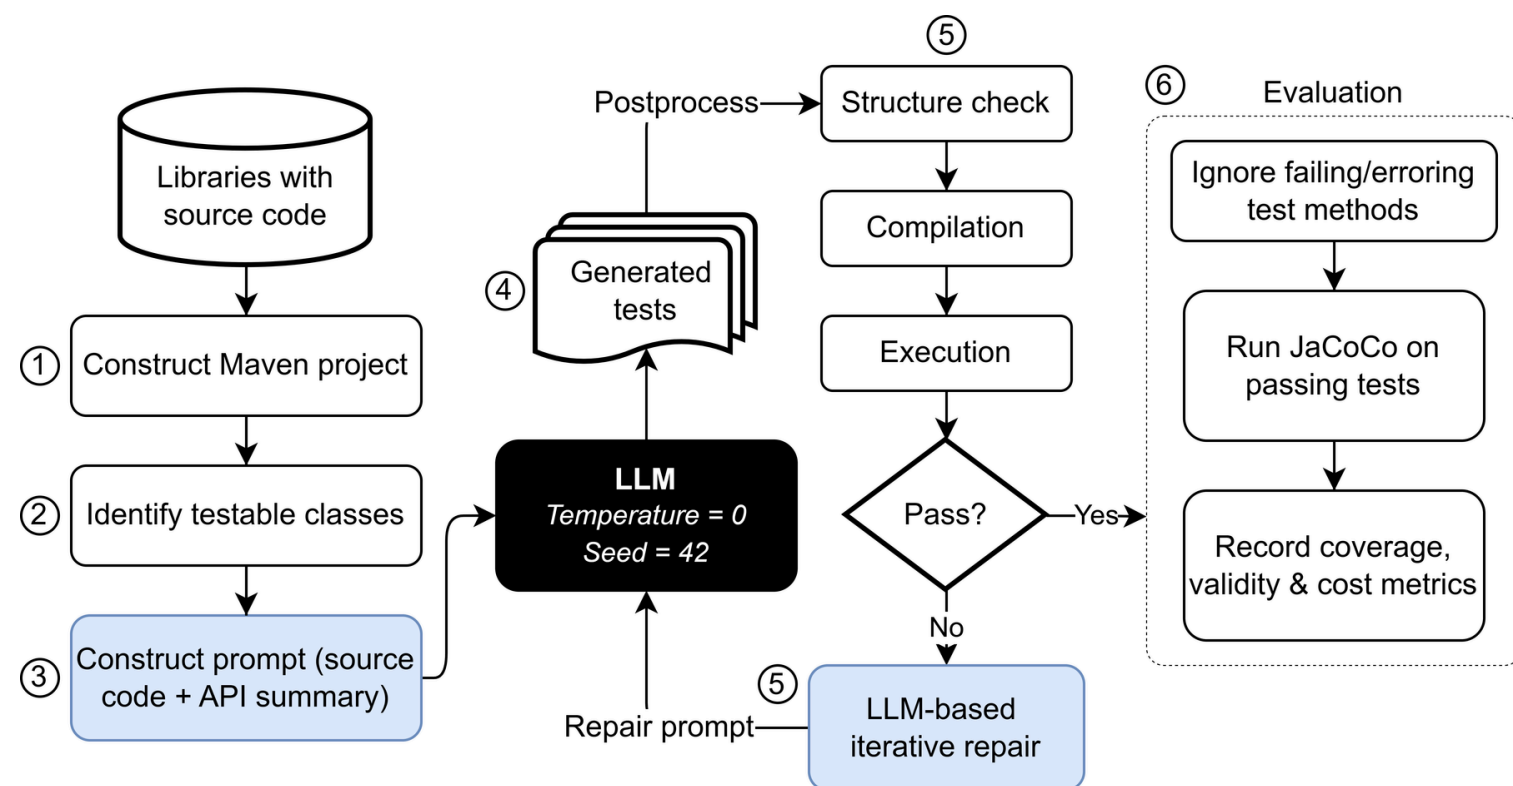 Libraries with
source code
1
Construct Maven project
2
Identify testable classes
3
Construct prompt (source
code + API summary)
LLM
Temperature = 0
Seed = 42
4
Generated
tests
Postprocess
5
Structure check
Compilation
Execution
Pass?
Yes
No
5
LLM-based
iterative repair
Repair prompt
6
Evaluation
Ignore failing/erroring
test methods
Run JaCoCo on
passing tests
Record coverage,
validity & cost metrics